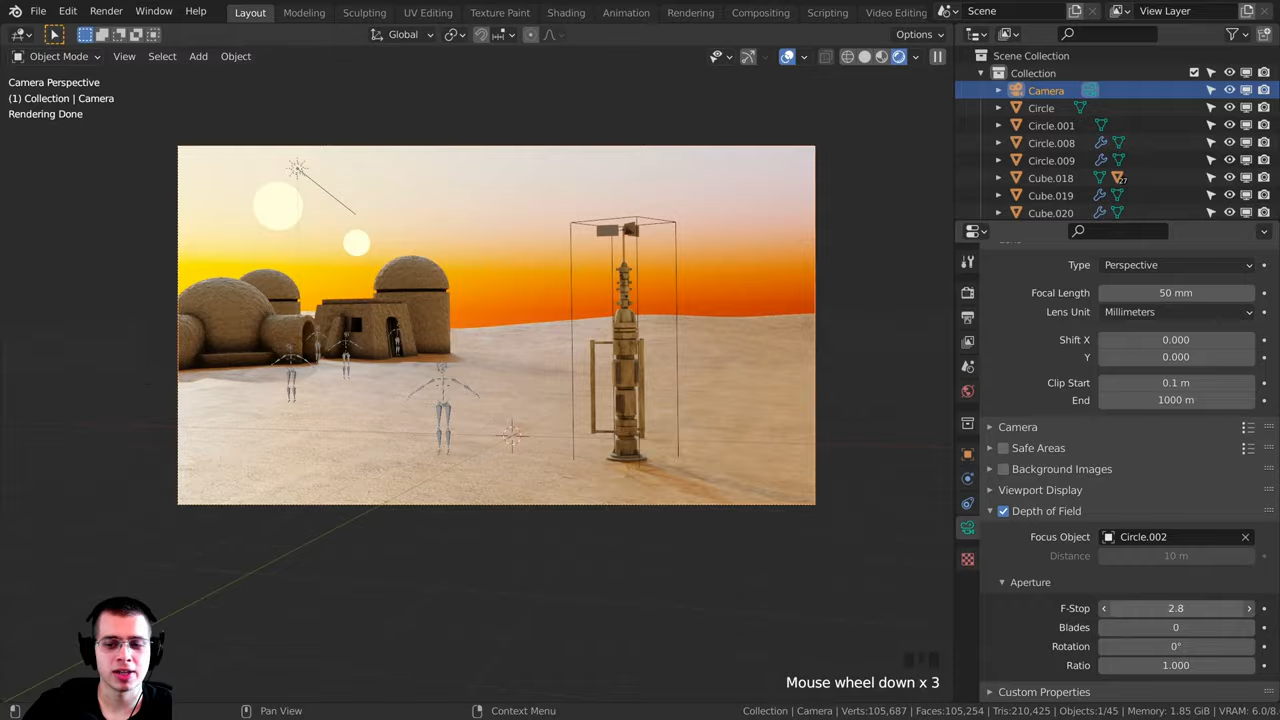 File Edit Render Window Help Layout Modeling Sculpting UV Editing Texture Paint Shading Animation Rendering Compositing Scripting Video Editing Scene View Layer
Global Options
Object Mode View Select Add Object
Camera Perspective
(1) Collection | Camera
Rendering Done
Scene Collection
Collection
Camera
Circle
Circle.001
Circle.008
Circle.009
Cube.018 27
Cube.019
Cube.020
Type Perspective
Focal Length 50 mm
Lens Unit Millimeters
Shift X 0.000
Y 0.000
Clip Start 0.1 m
End 1000 m
Camera
Safe Areas
Background Images
Viewport Display
Depth of Field
Focus Object Circle.002
Distance 10 m
Aperture
F-Stop 2.8
Blades 0
Rotation 0°
Ratio 1.000
Custom Properties
Mouse wheel down x 3
Pan View Context Menu Collection | Camera | Verts:105,687 | Faces:105,254 | Tris:210,425 | Objects:1/45 | Memory: 1.85 GiB | VRAM: 6.0/8